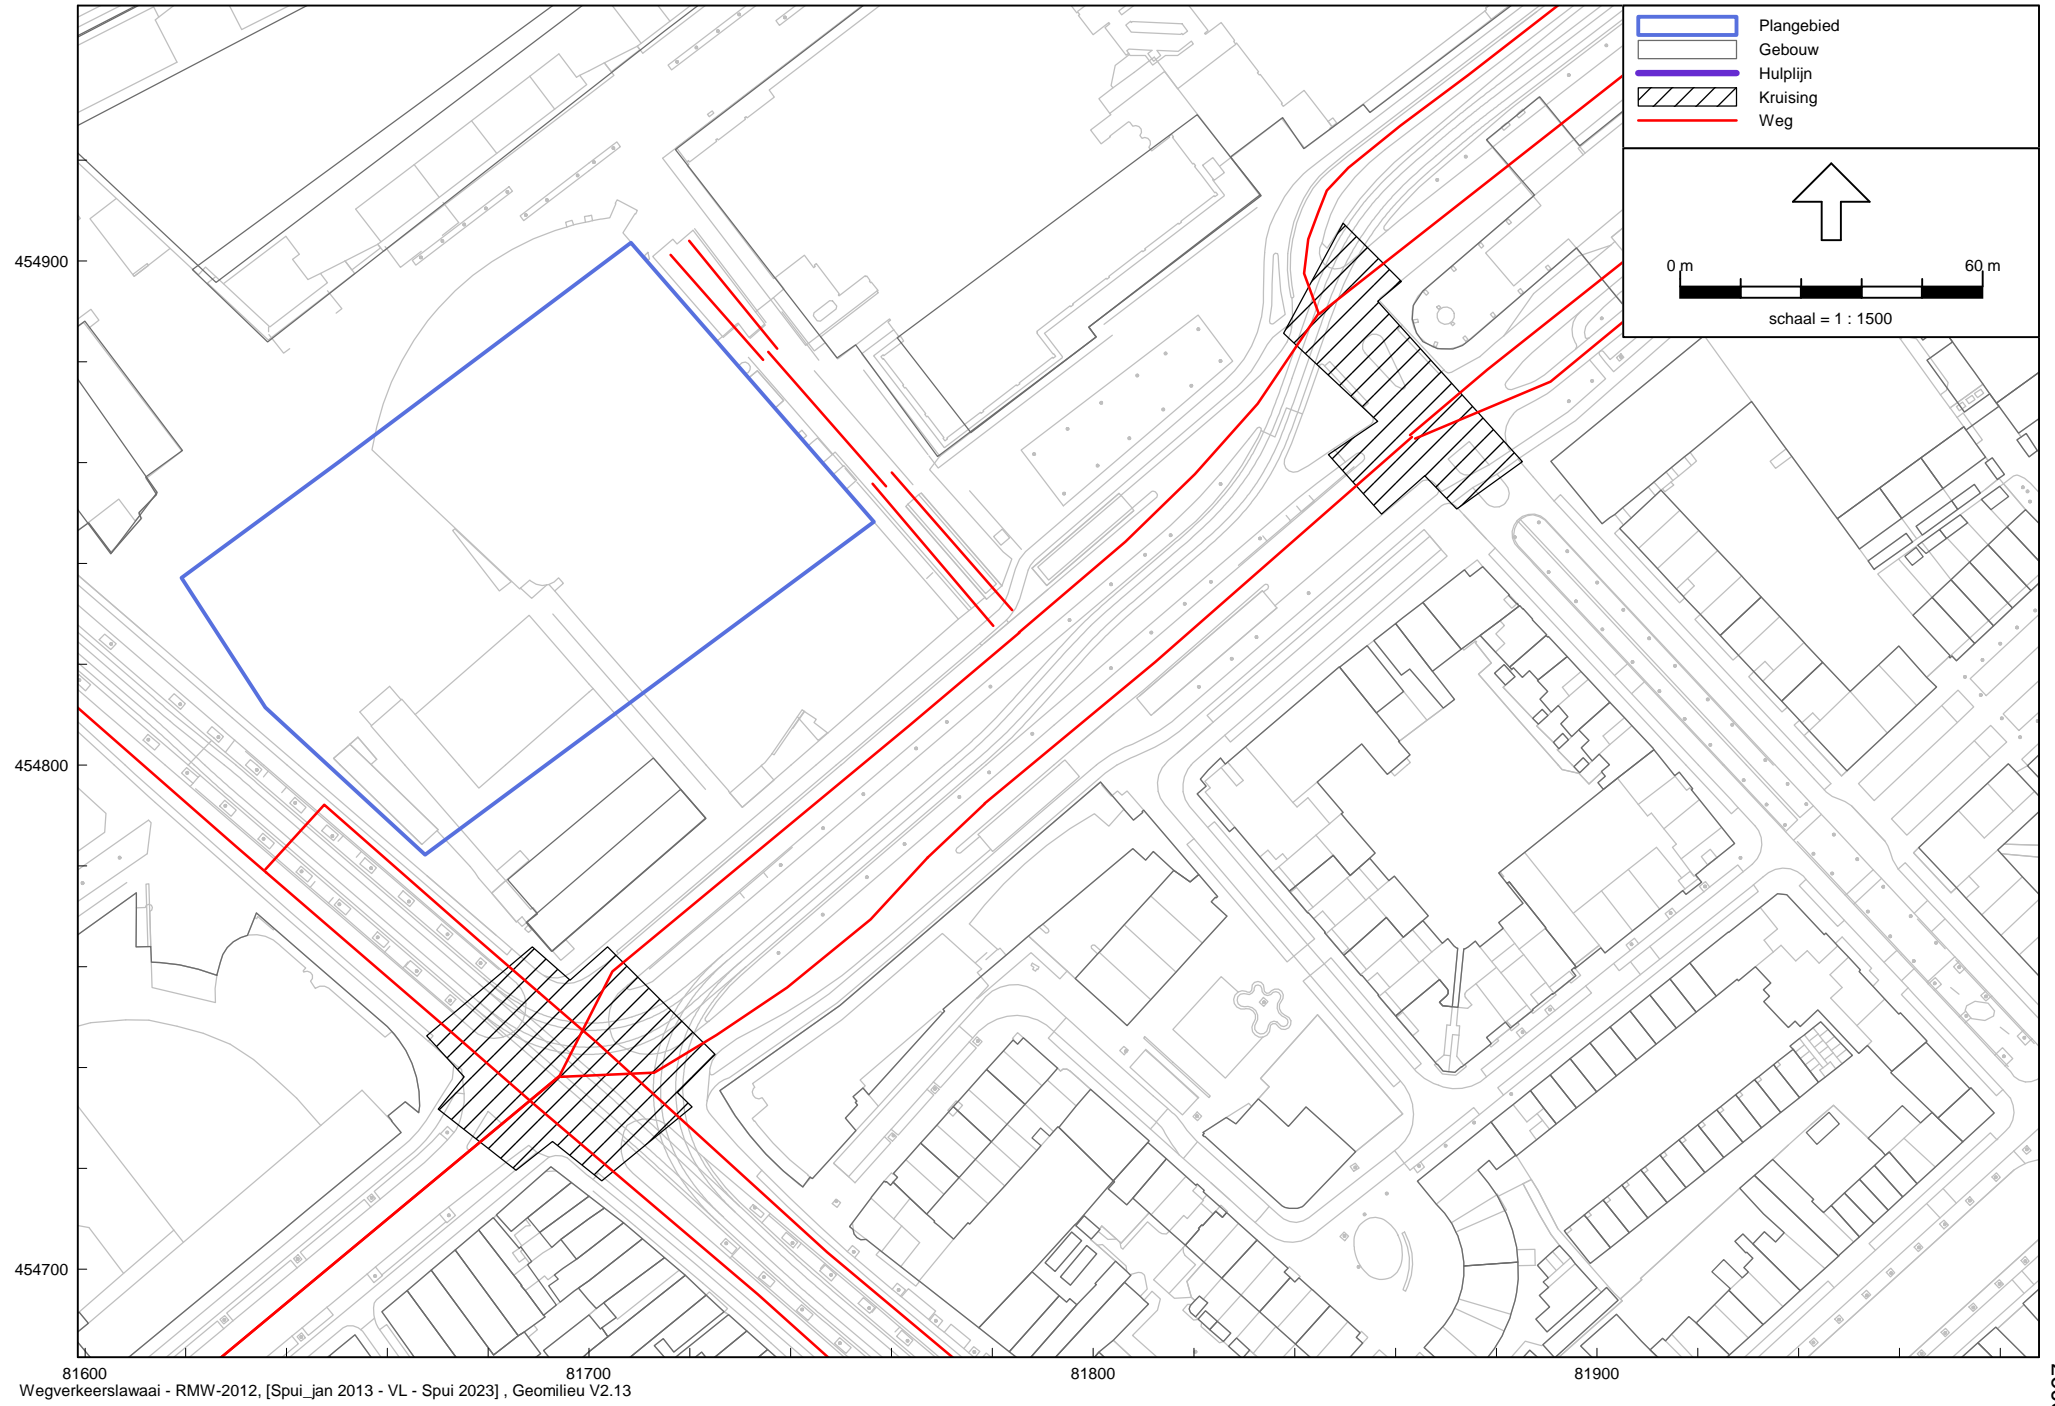 Plangebied
Gebouw
Hulplijn
Kruising
Weg
0 m 60 m
schaal = 1 : 1500
454900
454800
454700
81600 81700 81800 81900
Wegverkeerslawaai - RMW-2012, [Spui_jan 2013 - VL - Spui 2023] , Geomilieu V2.13